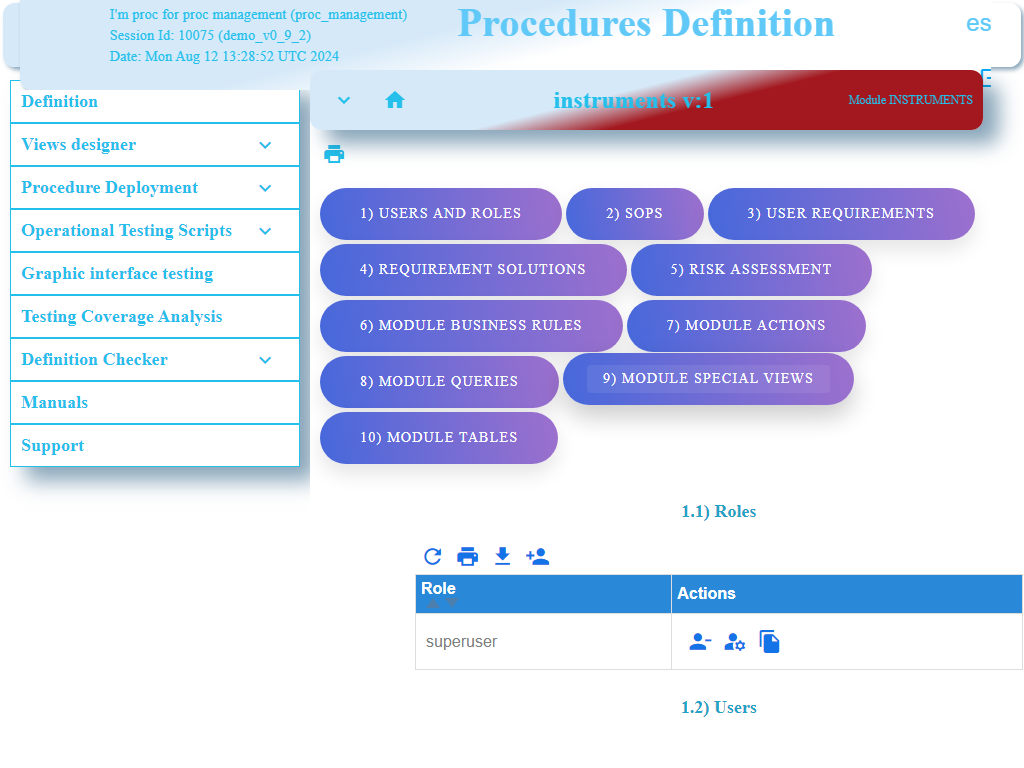 I'm proc for proc management (proc_management)
Session Id: 10075 (demo_v0_9_2)
Date: Mon Aug 12 13:28:52 UTC 2024
Procedures Definition
es
Definition
Views designer
Procedure Deployment
Operational Testing Scripts
Graphic interface testing
Testing Coverage Analysis
Definition Checker
Manuals
Support
instruments v:1
Module INSTRUMENTS
1) USERS AND ROLES
2) SOPS
3) USER REQUIREMENTS
4) REQUIREMENT SOLUTIONS
5) RISK ASSESSMENT
6) MODULE BUSINESS RULES
7) MODULE ACTIONS
8) MODULE QUERIES
9) MODULE SPECIAL VIEWS
10) MODULE TABLES
1.1) Roles
Role
Actions
superuser
1.2) Users